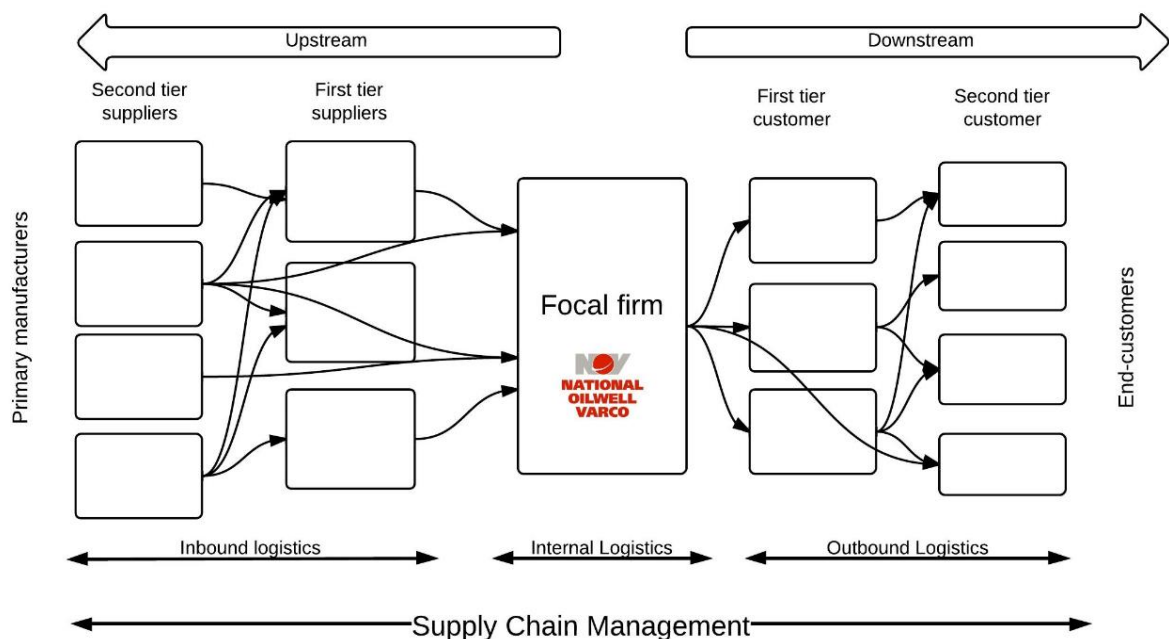 Upstream
Downstream
Second tier
suppliers
First tier
suppliers
First tier
customer
Second tier
customer
Primary manufacturers
Focal firm
NOV
NATIONAL
OILWELL
VARCO
End-customers
Inbound logistics
Internal Logistics
Outbound Logistics
Supply Chain Management